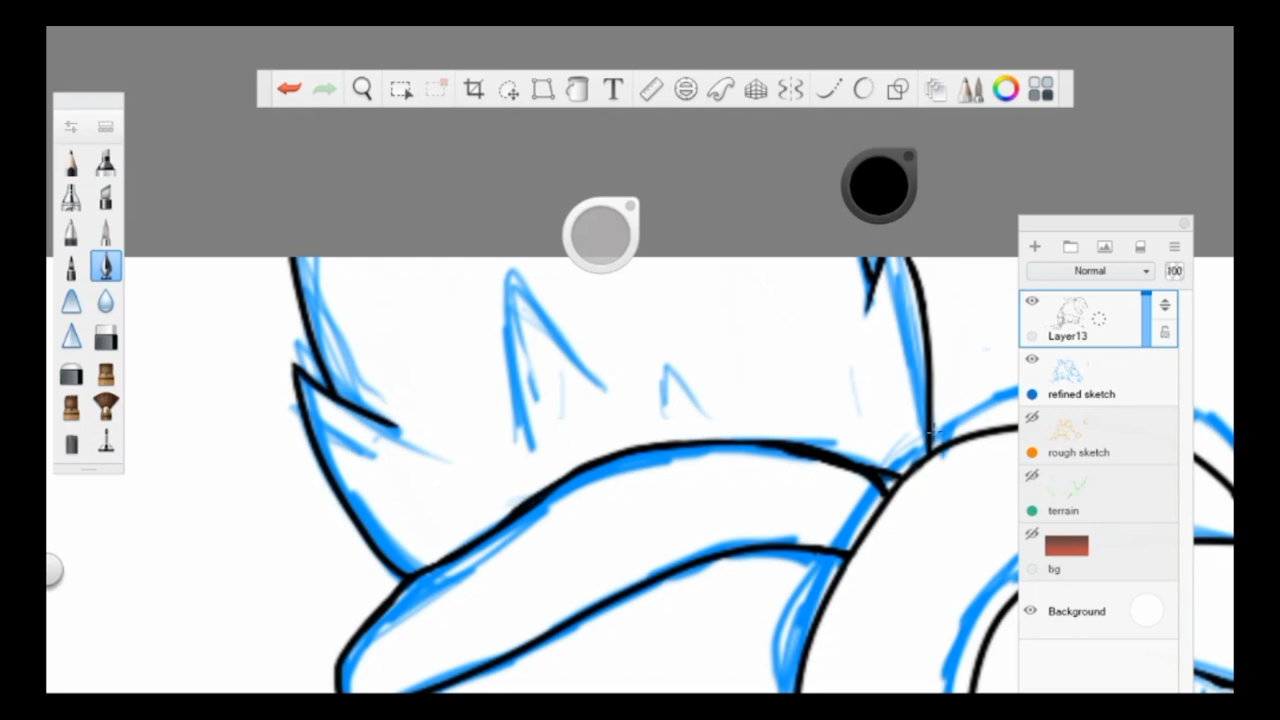 T
Normal
100
Layer13
refined sketch
rough sketch
terrain
bg
Background